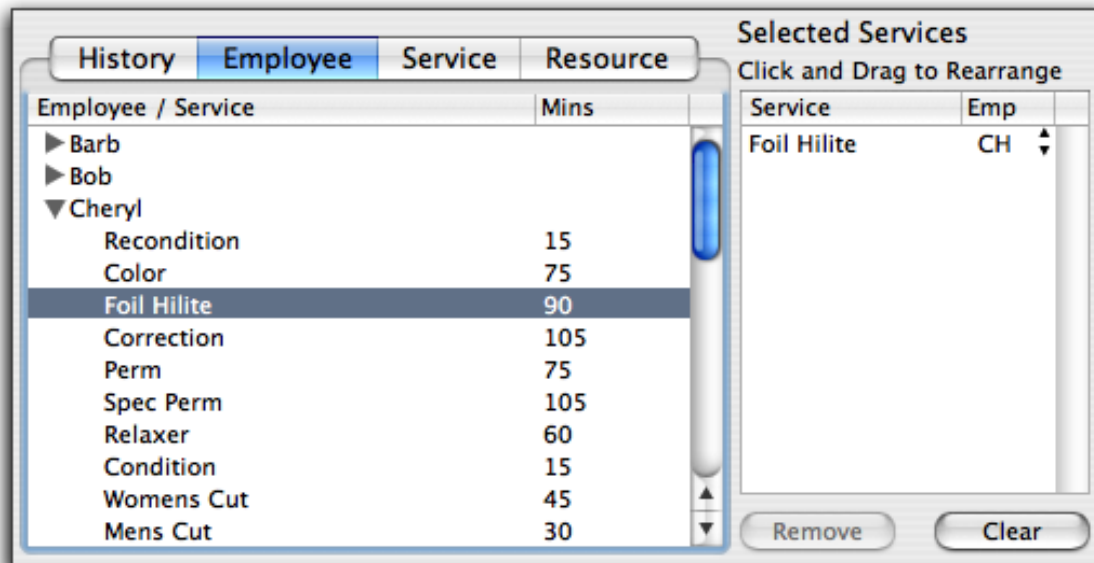 History Employee Service Resource
Employee / Service Mins
Barb
Bob
Cheryl
Recondition 15
Color 75
Foil Hilite 90
Correction 105
Perm 75
Spec Perm 105
Relaxer 60
Condition 15
Womens Cut 45
Mens Cut 30
Selected Services
Click and Drag to Rearrange
Service Emp
Foil Hilite CH
Remove Clear